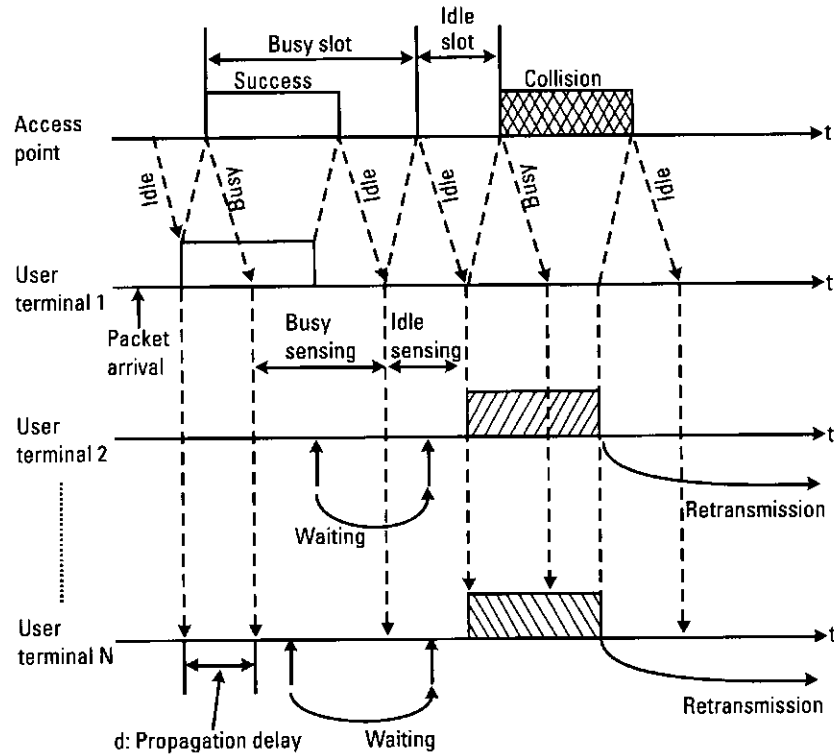 Busy slot
Idle
slot
Success
Collision
Access
point
t
Idle
Busy
Idle
Idle
Busy
Idle
User
terminal 1
t
Packet
arrival
Busy
sensing
Idle
sensing
User
terminal 2
t
Waiting
Retransmission
User
terminal N
t
d: Propagation delay
Waiting
Retransmission